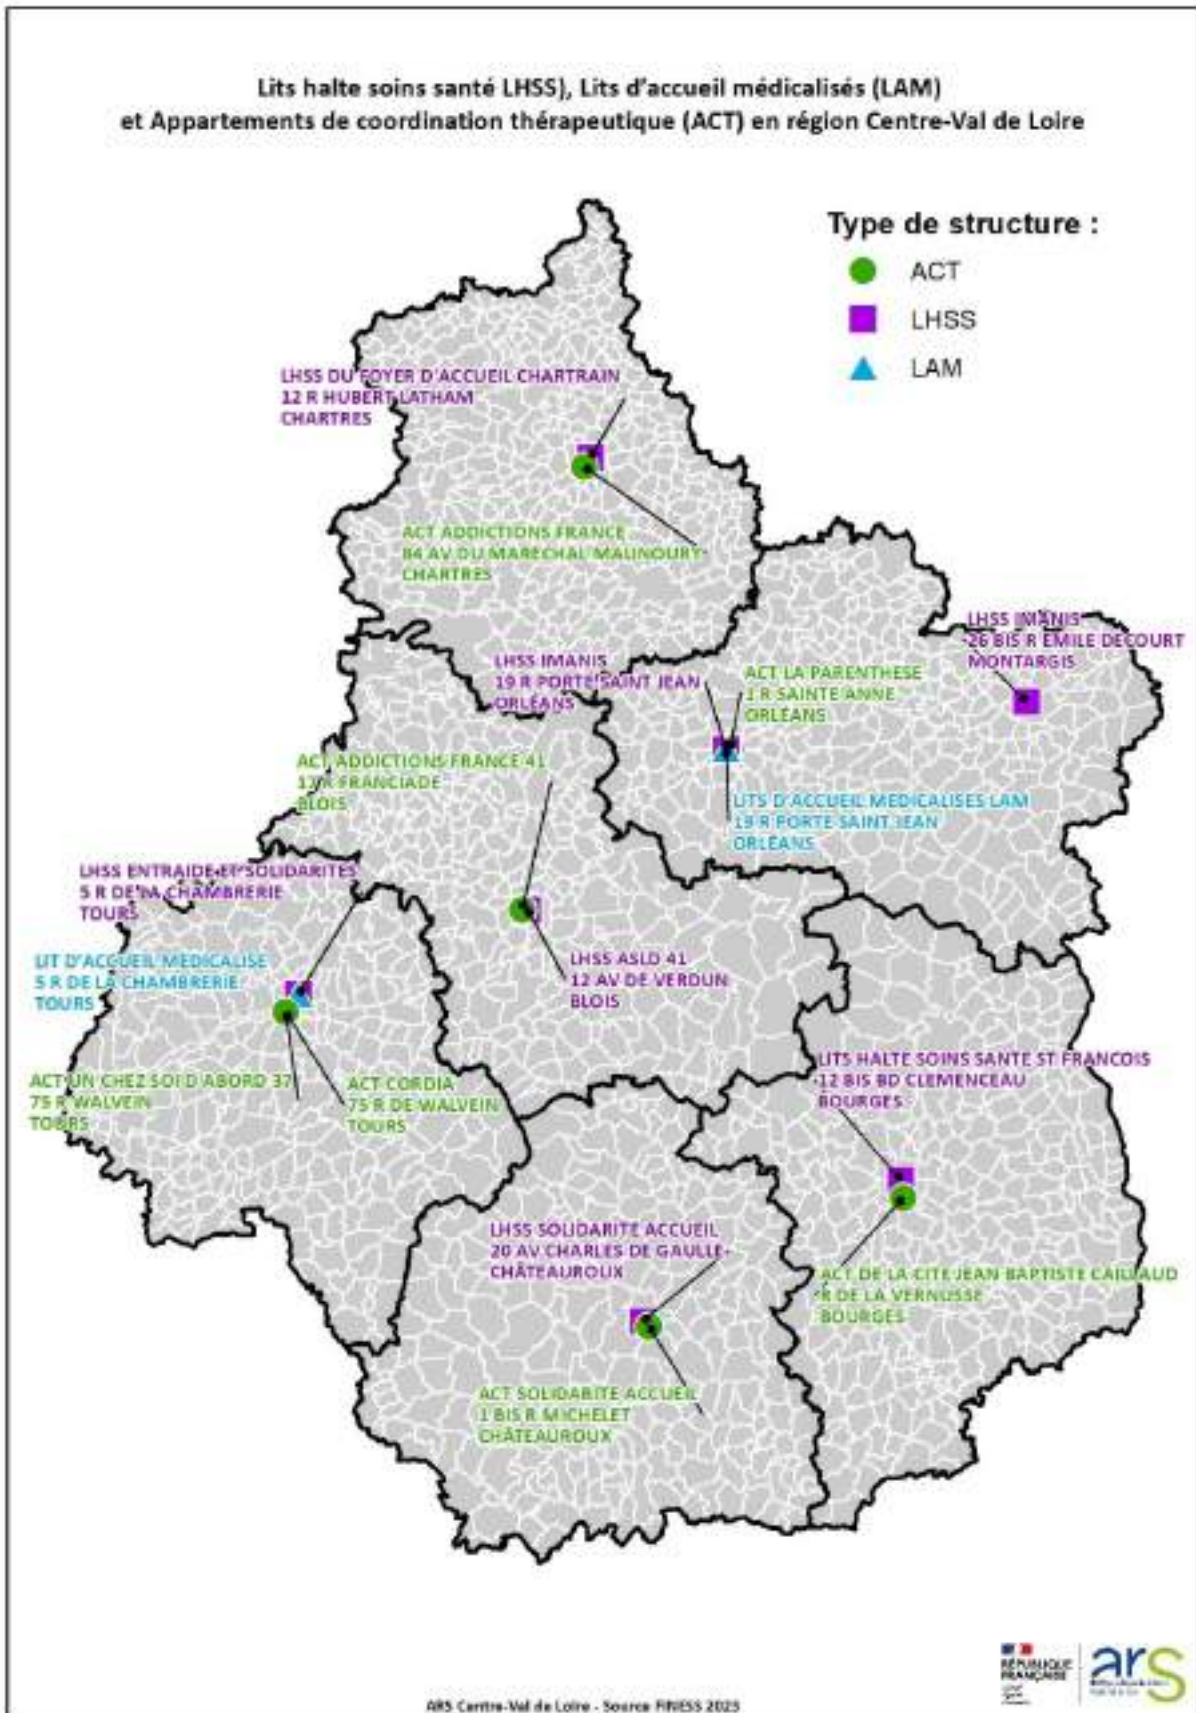 Lits halte soins santé LHSS), Lits d'accueil médicalisés (LAM)
et Appartements de coordination thérapeutique (ACT) en région Centre-Val de Loire
Type de structure :
ACT
LHSS
LAM
LHSS DU FOYER D'ACCUEIL CHARTRAIN
12 R HUBERT LATHAM
CHARTRES
ACT ADDICTIONS FRANCE
84 AV DU MARECHAL MAUNOURY
CHARTRES
LHSS IMANIS
26 BIS R EMILE DECOURT
MONTARGIS
LHSS IMANIS
19 R PORTE SAINT JEAN
ORLÉANS
ACT LA PARENTHESE
1 R SAINTE ANNE
ORLÉANS
LITS D'ACCUEIL MEDICALISES LAM
19 R PORTE SAINT JEAN
ORLÉANS
ACT ADDICTIONS FRANCE 41
17 R FRANCIADE
BLOIS
LHSS ENTRAIDE ET SOLIDARITES
5 R DE LA CHAMBRERIE
TOURS
LIT D'ACCUEIL MEDICALISE
5 R DE LA CHAMBRERIE
TOURS
LHSS ASLD 41
12 AV DE VERDUN
BLOIS
ACT UN CHEZ SOI D ABORD 37
75 R WALVEIN
TOURS
ACT CORDIA
75 R DE WALVEIN
TOURS
LITS HALTE SOINS SANTE ST FRANCOIS
12 BIS BD CLEMENCEAU
BOURGES
LHSS SOLIDARITE ACCUEIL
20 AV CHARLES DE GAULLE
CHÂTEAUROUX
ACT DE LA CITE JEAN BAPTISTE CAILLAUD
R DE LA VERNUSSE
BOURGES
ACT SOLIDARITE ACCUEIL
1 BIS R MICHELET
CHÂTEAUROUX
RÉPUBLIQUE
FRANÇAISE
ars
ARS Centre-Val de Loire - Source FINESS 2023